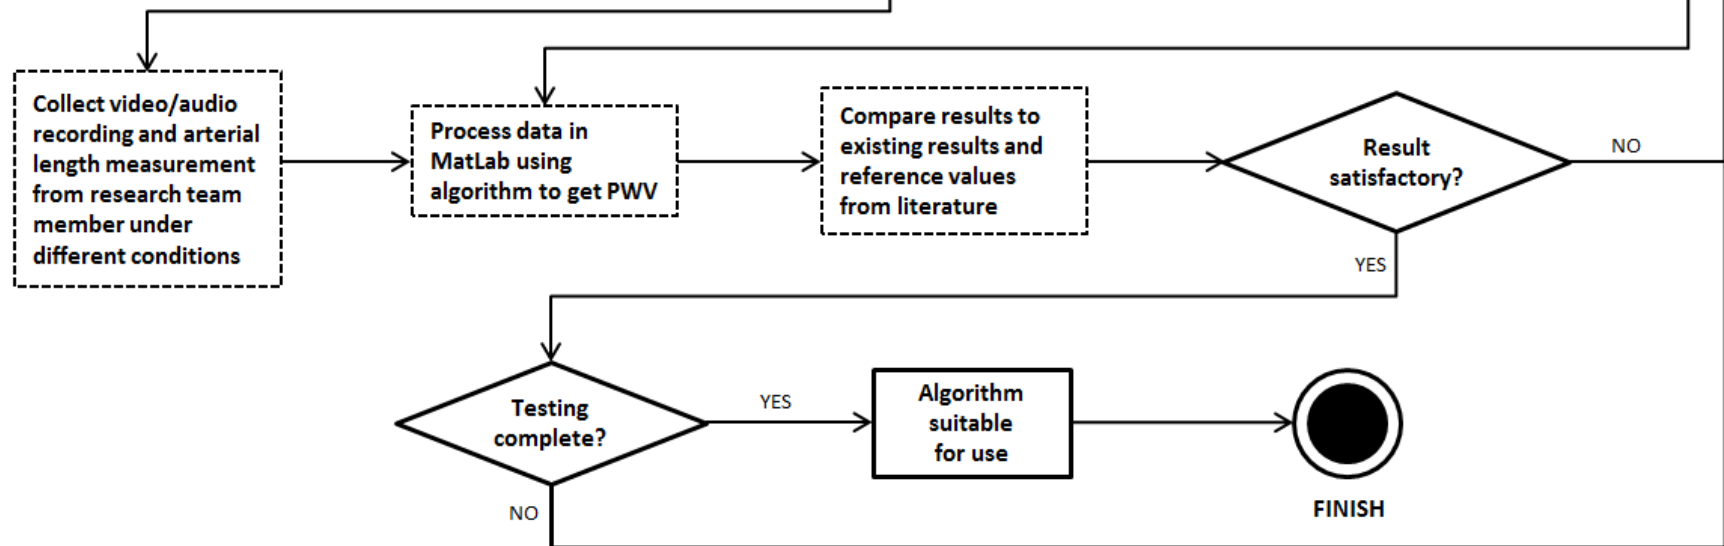 Collect video/audio
recording and arterial
length measurement
from research team
member under
different conditions
Process data in
MatLab using
algorithm to get PWV
Compare results to
existing results and
reference values
from literature
Result
satisfactory?
NO
YES
Testing
complete?
YES
NO
Algorithm
suitable
for use
FINISH